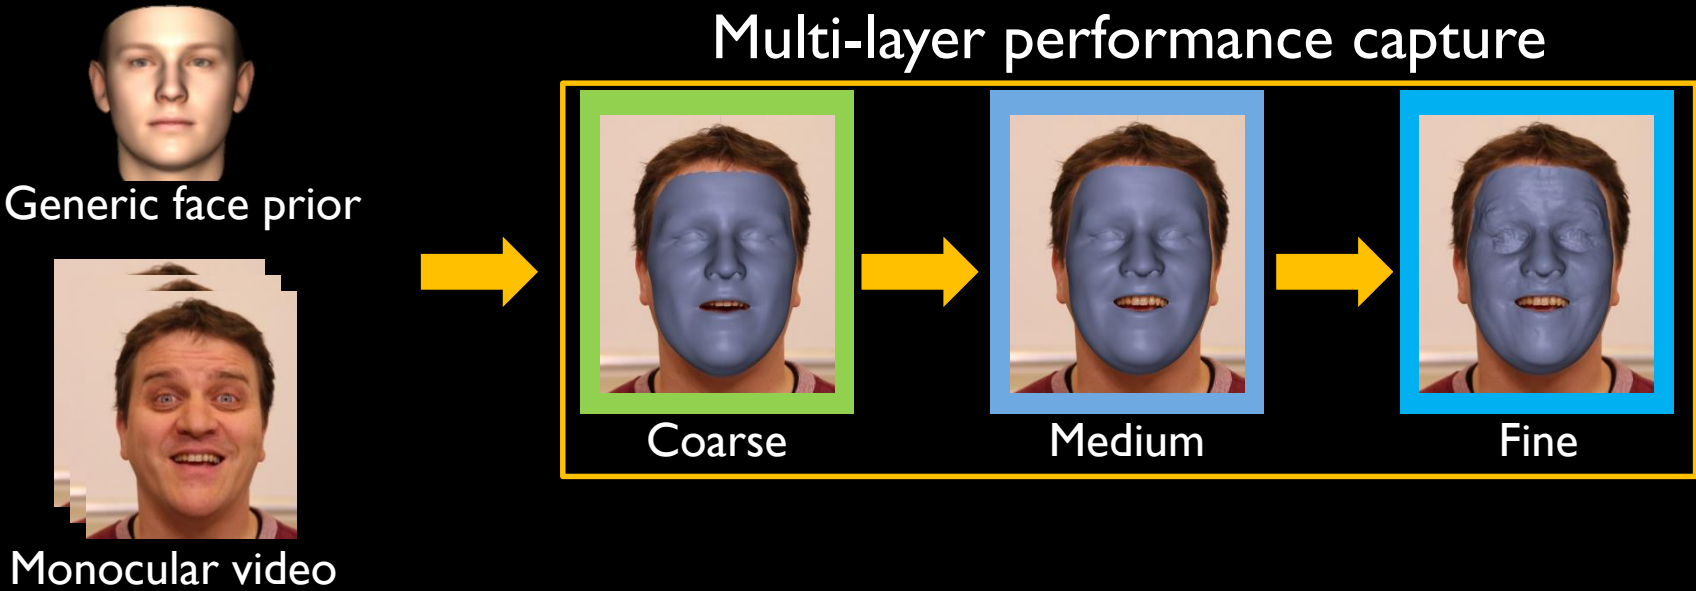 Multi-layer performance capture
Generic face prior
Monocular video
Coarse
Medium
Fine